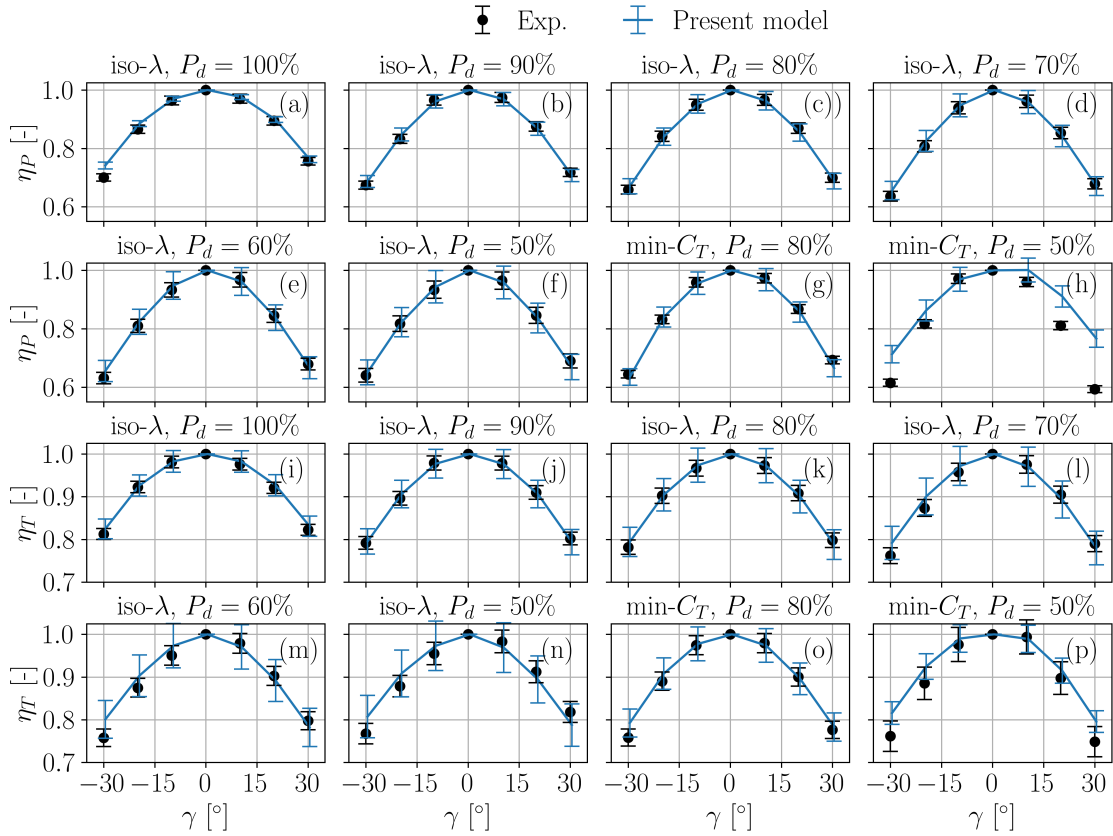 Exp. Present model
iso-λ, P_d = 100% iso-λ, P_d = 90% iso-λ, P_d = 80% iso-λ, P_d = 70%
1.0 (a) (b) (c)) (d)
η_P [-]
0.8
0.6
iso-λ, P_d = 60% iso-λ, P_d = 50% min-C_T, P_d = 80% min-C_T, P_d = 50%
1.0 (e) (f) (g) (h)
η_P [-]
0.8
0.6
iso-λ, P_d = 100% iso-λ, P_d = 90% iso-λ, P_d = 80% iso-λ, P_d = 70%
1.0 (i) (j) (k) (l)
η_T [-]
0.9
0.8
0.7
iso-λ, P_d = 60% iso-λ, P_d = 50% min-C_T, P_d = 80% min-C_T, P_d = 50%
1.0 (m) (n) (o) (p)
η_T [-]
0.9
0.8
0.7
−30 −15 0 15 30 −30 −15 0 15 30 −30 −15 0 15 30 −30 −15 0 15 30
γ [°] γ [°] γ [°] γ [°]